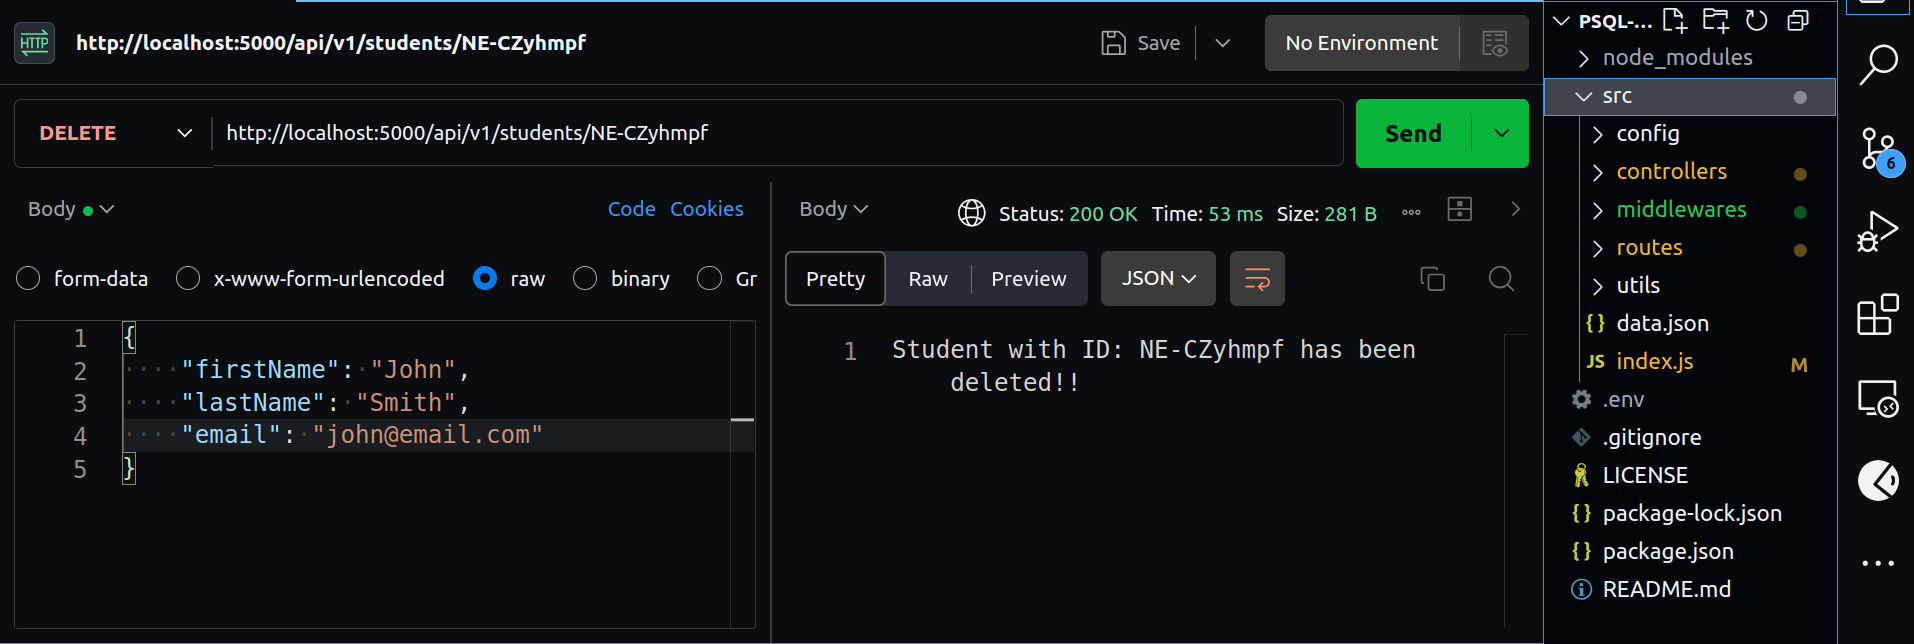 HTTP
http://localhost:5000/api/v1/students/NE-CZyhmpf
Save
No Environment
DELETE
http://localhost:5000/api/v1/students/NE-CZyhmpf
Send
Body
Code Cookies
form-data
x-www-form-urlencoded
raw
binary
Gr
1 {
2 "firstName": "John",
3 "lastName": "Smith",
4 "email": "john@email.com"
5 }
Body
Status: 200 OK Time: 53 ms Size: 281 B
Pretty
Raw
Preview
JSON
1 Student with ID: NE-CZyhmpf has been
deleted!!
PSQL-...
node_modules
src
config
controllers
middlewares
routes
utils
{} data.json
JS index.js M
.env
.gitignore
LICENSE
{} package-lock.json
{} package.json
README.md
6